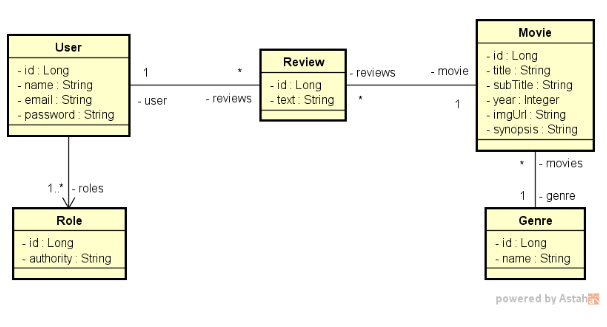 User
- id : Long
- name : String
- email : String
- password : String
1
- user
*
- reviews
Review
- id : Long
- text : String
- reviews
*
- movie
1
Movie
- id : Long
- title : String
- subTitle : String
- year : Integer
- imgUrl : String
- synopsis : String
1..*
- roles
Role
- id : Long
- authority : String
*
- movies
1
- genre
Genre
- id : Long
- name : String
powered by Astah